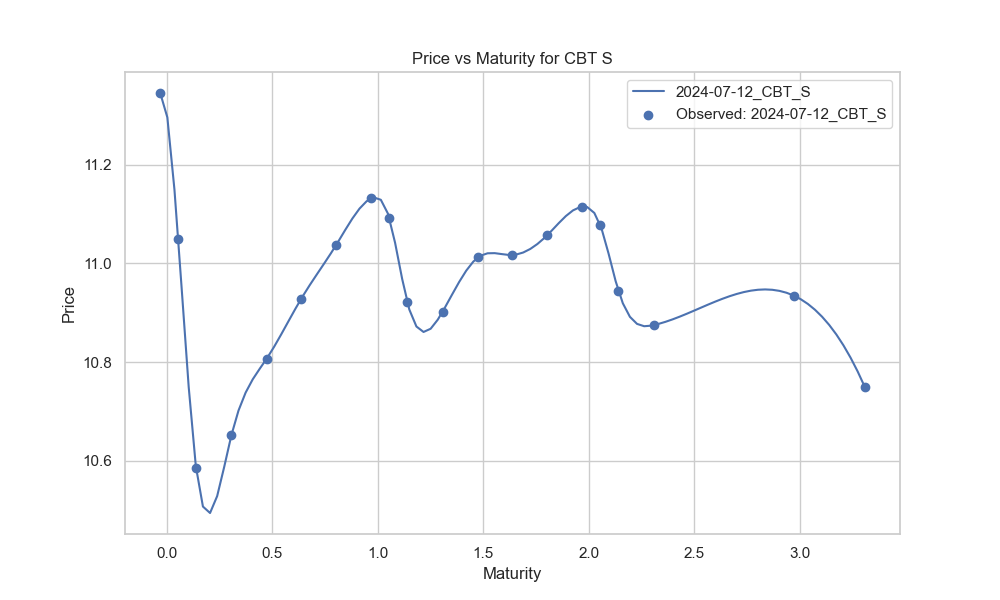 Price vs Maturity for CBT S
2024-07-12_CBT_S
Observed: 2024-07-12_CBT_S
Price
11.2
11.0
10.8
10.6
0.0 0.5 1.0 1.5 2.0 2.5 3.0
Maturity